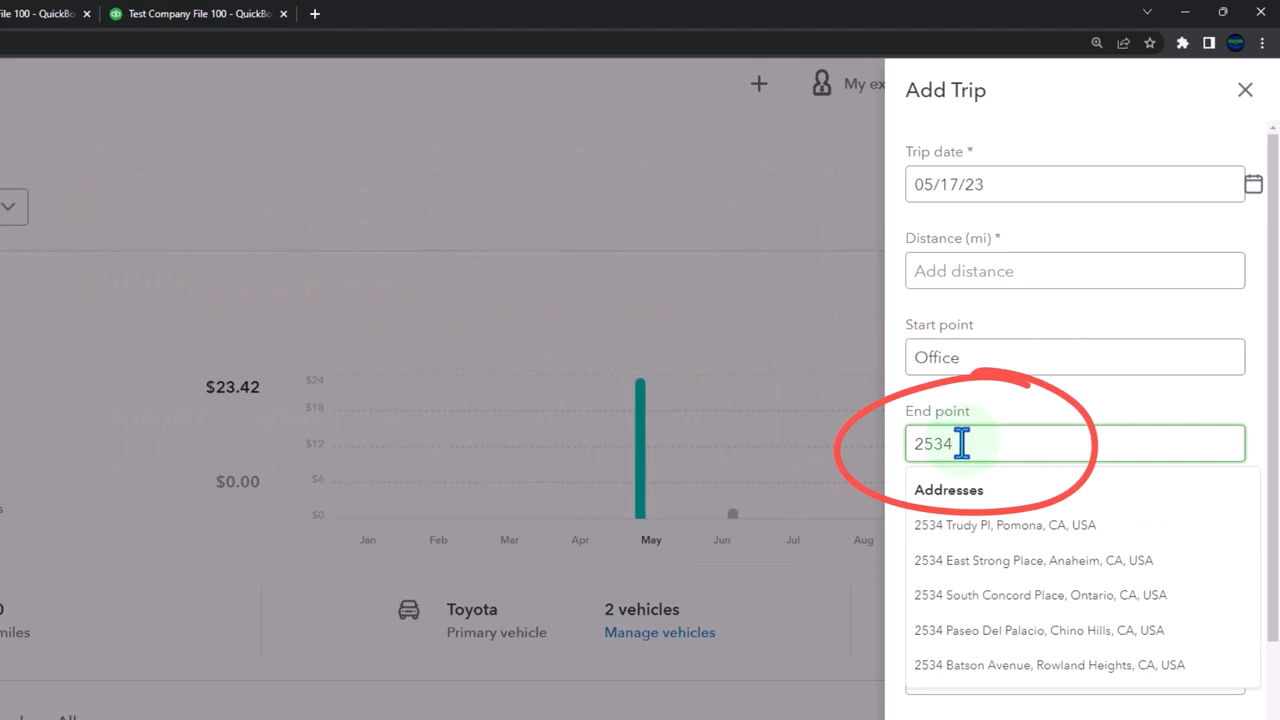 File 100 - QuickBo
Test Company File 100 - QuickBo
My ex
Add Trip
Trip date *
05/17/23
Distance (mi) *
Add distance
Start point
Office
End point
2534
Addresses
2534 Trudy Pl, Pomona, CA, USA
2534 East Strong Place, Anaheim, CA, USA
2534 South Concord Place, Ontario, CA, USA
2534 Paseo Del Palacio, Chino Hills, CA, USA
2534 Batson Avenue, Rowland Heights, CA, USA
$23.42
$0.00
$24
$18
$12
$6
$0
Jan Feb Mar Apr May Jun Jul Aug
0
miles
Toyota
Primary vehicle
2 vehicles
Manage vehicles